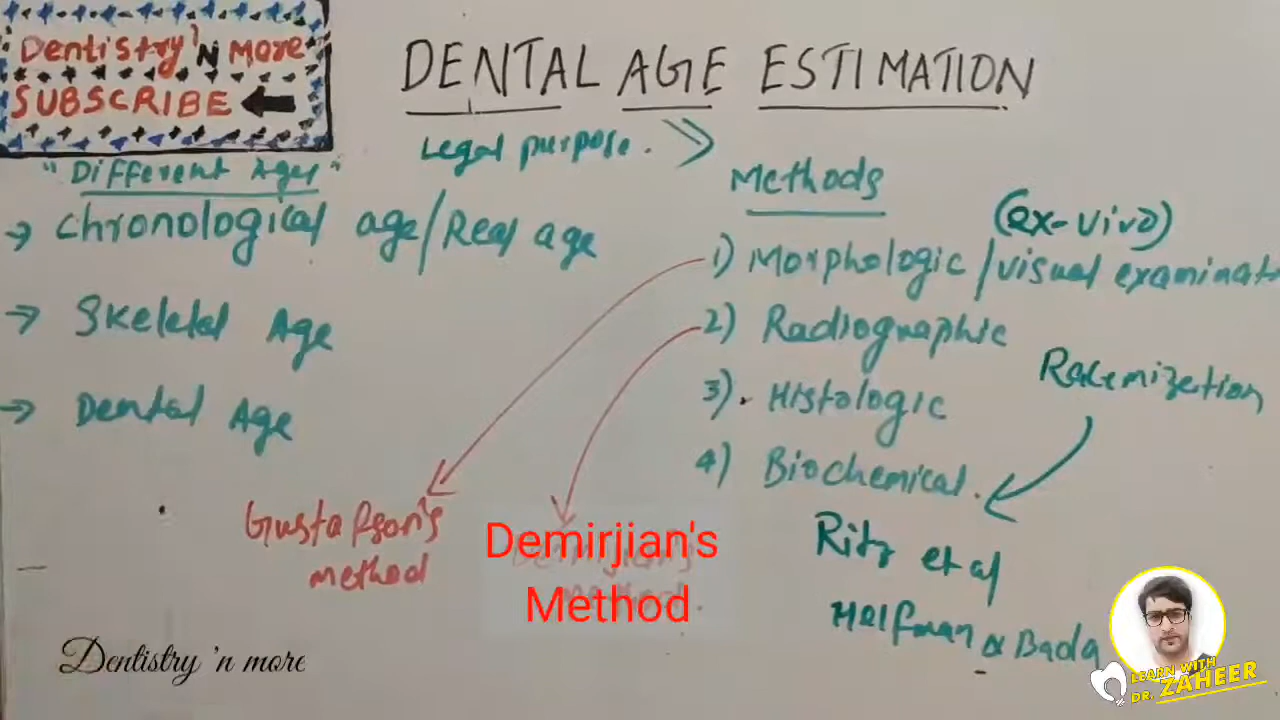 Dentistry 'N More
SUBSCRIBE
DENTAL AGE ESTIMATION
Legal purpose.
"Different Ages"
→ Chronological age/Real age
→ Skeletal Age
→ Dental Age
Methods
(ex-vivo)
1) Morphologic/visual examinat
2) Radiographic
3) Histologic
4) Biochemical.
Racemization
Gustafson's
method
Demirjian's
Method
Ritz et al
Helfman & Bada
Dentistry 'n more
LEARN WITH
DR. ZAHEER